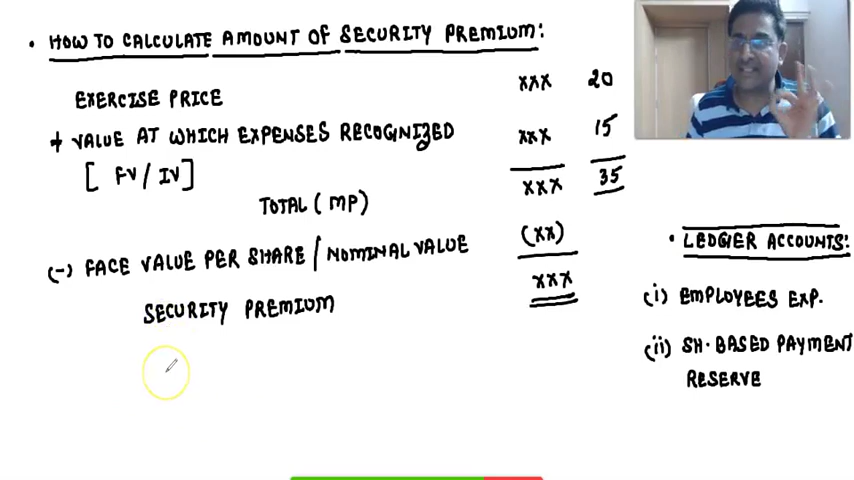 • HOW TO CALCULATE AMOUNT OF SECURITY PREMIUM:
EXERCISE PRICE xxx 20
+ VALUE AT WHICH EXPENSES RECOGNIZED xxx 15
[ FV / IV ]
TOTAL ( MP ) xxx 35
(-) FACE VALUE PER SHARE / NOMINAL VALUE (xx)
SECURITY PREMIUM xxx
• LEDGER ACCOUNTS:
(i) EMPLOYEES EXP.
(ii) SH. BASED PAYMENT
RESERVE